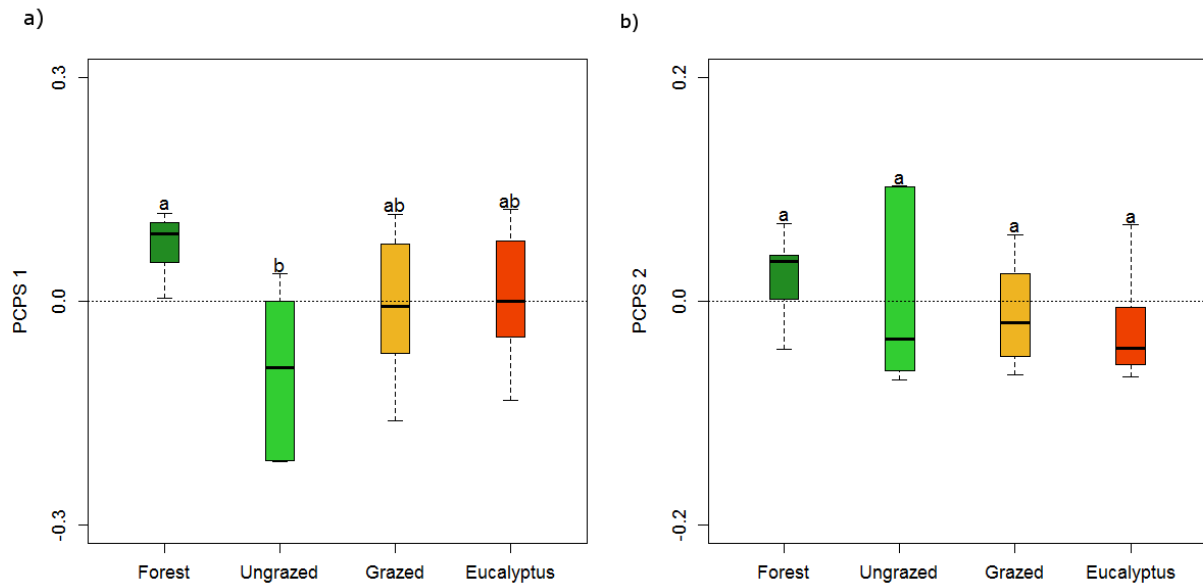 a)
PCPS 1
0.3
0.0
-0.3
a
b
ab
ab
Forest
Ungrazed
Grazed
Eucalyptus
b)
PCPS 2
0.2
0.0
-0.2
a
a
a
a
Forest
Ungrazed
Grazed
Eucalyptus